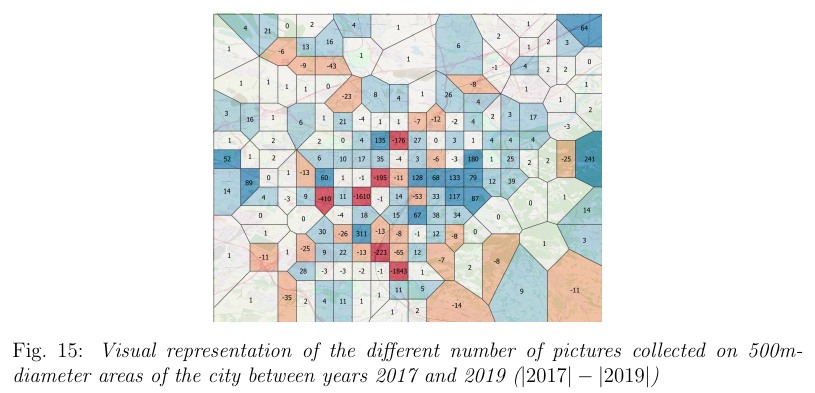 4 21 0 2 4 1 6 2 1 64
1 -6 13 16 1 1 1 2 3
-9 -43 -1 4 2 2 0
1 1 1 1 0 -23 8 4 1 26 -8 4 1 1 2
3 16 1 6 1 21 -4 1 1 -7 -12 -2 4 3 17 -3
1 2 2 0 4 135 -176 27 0 3 1 4 4 4
52 1 2 6 10 17 35 -4 3 -6 -3 180 1 25 2 2 -25 241
14 89 0 1 -13 60 1 -1 -195 -11 128 68 133 79 12 39
4 -3 9 -410 11 -1610 -1 14 -53 33 117 87 0 1 14
0 0 -4 18 15 67 38 34 0
1 30 -26 311 -13 -8 -1 12 -8 0 1 3
1 -11 1 -25 9 22 -13 -221 -65 12 -7 2 -8
28 -3 -3 -2 -1 -1843 1
1 -35 2 4 11 1 1 11 5 -14 9 -11
Fig. 15: Visual representation of the different number of pictures collected on 500m-
diameter areas of the city between years 2017 and 2019 (|2017| − |2019|)